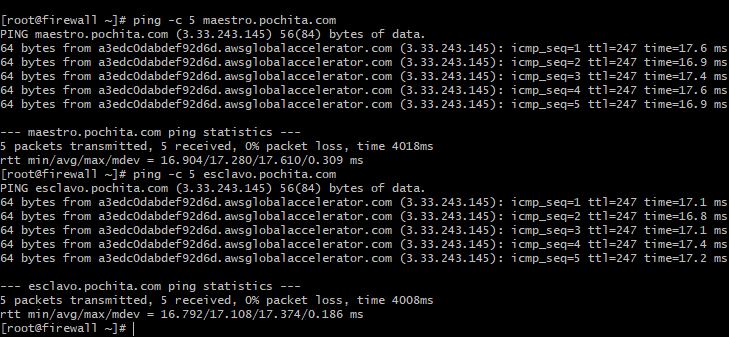 [root@firewall ~]# ping -c 5 maestro.pochita.com
PING maestro.pochita.com (3.33.243.145) 56(84) bytes of data.
64 bytes from a3edc0dabdef92d6d.awsglobalaccelerator.com (3.33.243.145): icmp_seq=1 ttl=247 time=17.6 ms
64 bytes from a3edc0dabdef92d6d.awsglobalaccelerator.com (3.33.243.145): icmp_seq=2 ttl=247 time=16.9 ms
64 bytes from a3edc0dabdef92d6d.awsglobalaccelerator.com (3.33.243.145): icmp_seq=3 ttl=247 time=17.4 ms
64 bytes from a3edc0dabdef92d6d.awsglobalaccelerator.com (3.33.243.145): icmp_seq=4 ttl=247 time=17.6 ms
64 bytes from a3edc0dabdef92d6d.awsglobalaccelerator.com (3.33.243.145): icmp_seq=5 ttl=247 time=16.9 ms
--- maestro.pochita.com ping statistics ---
5 packets transmitted, 5 received, 0% packet loss, time 4018ms
rtt min/avg/max/mdev = 16.904/17.280/17.610/0.309 ms
[root@firewall ~]# ping -c 5 esclavo.pochita.com
PING esclavo.pochita.com (3.33.243.145) 56(84) bytes of data.
64 bytes from a3edc0dabdef92d6d.awsglobalaccelerator.com (3.33.243.145): icmp_seq=1 ttl=247 time=17.1 ms
64 bytes from a3edc0dabdef92d6d.awsglobalaccelerator.com (3.33.243.145): icmp_seq=2 ttl=247 time=16.8 ms
64 bytes from a3edc0dabdef92d6d.awsglobalaccelerator.com (3.33.243.145): icmp_seq=3 ttl=247 time=17.1 ms
64 bytes from a3edc0dabdef92d6d.awsglobalaccelerator.com (3.33.243.145): icmp_seq=4 ttl=247 time=17.4 ms
64 bytes from a3edc0dabdef92d6d.awsglobalaccelerator.com (3.33.243.145): icmp_seq=5 ttl=247 time=17.2 ms
--- esclavo.pochita.com ping statistics ---
5 packets transmitted, 5 received, 0% packet loss, time 4008ms
rtt min/avg/max/mdev = 16.792/17.108/17.374/0.186 ms
[root@firewall ~]#